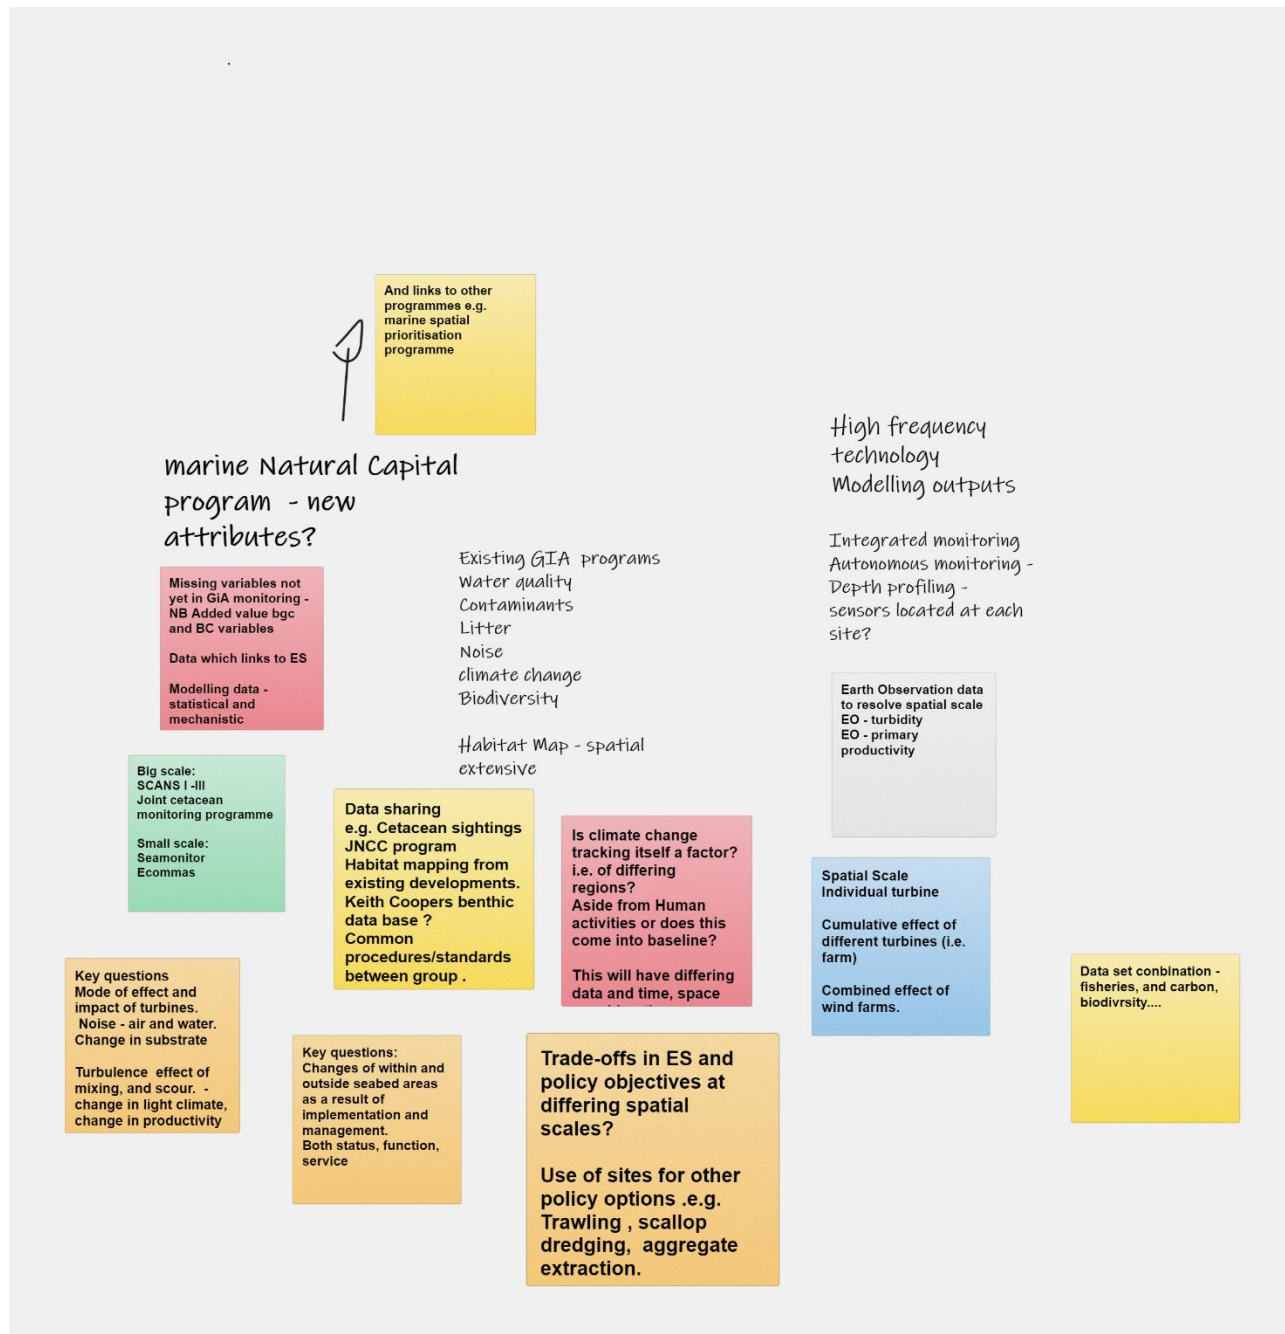 And links to other
programmes e.g.
marine spatial
prioritisation
programme
marine Natural Capital
program - new
attributes?
High frequency
technology
Modelling outputs
Integrated monitoring
Autonomous monitoring -
Depth profiling -
sensors located at each
site?
Existing GIA programs
Water quality
Contaminants
Litter
Noise
climate change
Biodiversity
Habitat Map - spatial
extensive
Missing variables not
yet in GiA monitoring -
NB Added value bgc
and BC variables
Data which links to ES
Modelling data -
statistical and
mechanistic
Earth Observation data
to resolve spatial scale
EO - turbidity
EO - primary
productivity
Big scale:
SCANS I -III
Joint cetacean
monitoring programme
Small scale:
Seamonitor
Ecommas
Data sharing
e.g. Cetacean sightings
JNCC program
Habitat mapping from
existing developments.
Keith Coopers benthic
data base ?
Common
procedures/standards
between group .
Is climate change
tracking itself a factor?
i.e. of differing
regions?
Aside from Human
activities or does this
come into baseline?
This will have differing
data and time, space
Spatial Scale
Individual turbine
Cumulative effect of
different turbines (i.e.
farm)
Combined effect of
wind farms.
Data set conbination -
fisheries, and carbon,
biodivrsity....
Key questions
Mode of effect and
impact of turbines.
Noise - air and water.
Change in substrate
Turbulence effect of
mixing, and scour. -
change in light climate,
change in productivity
Key questions:
Changes of within and
outside seabed areas
as a result of
implementation and
management.
Both status, function,
service
Trade-offs in ES and
policy objectives at
differing spatial
scales?
Use of sites for other
policy options .e.g.
Trawling , scallop
dredging, aggregate
extraction.